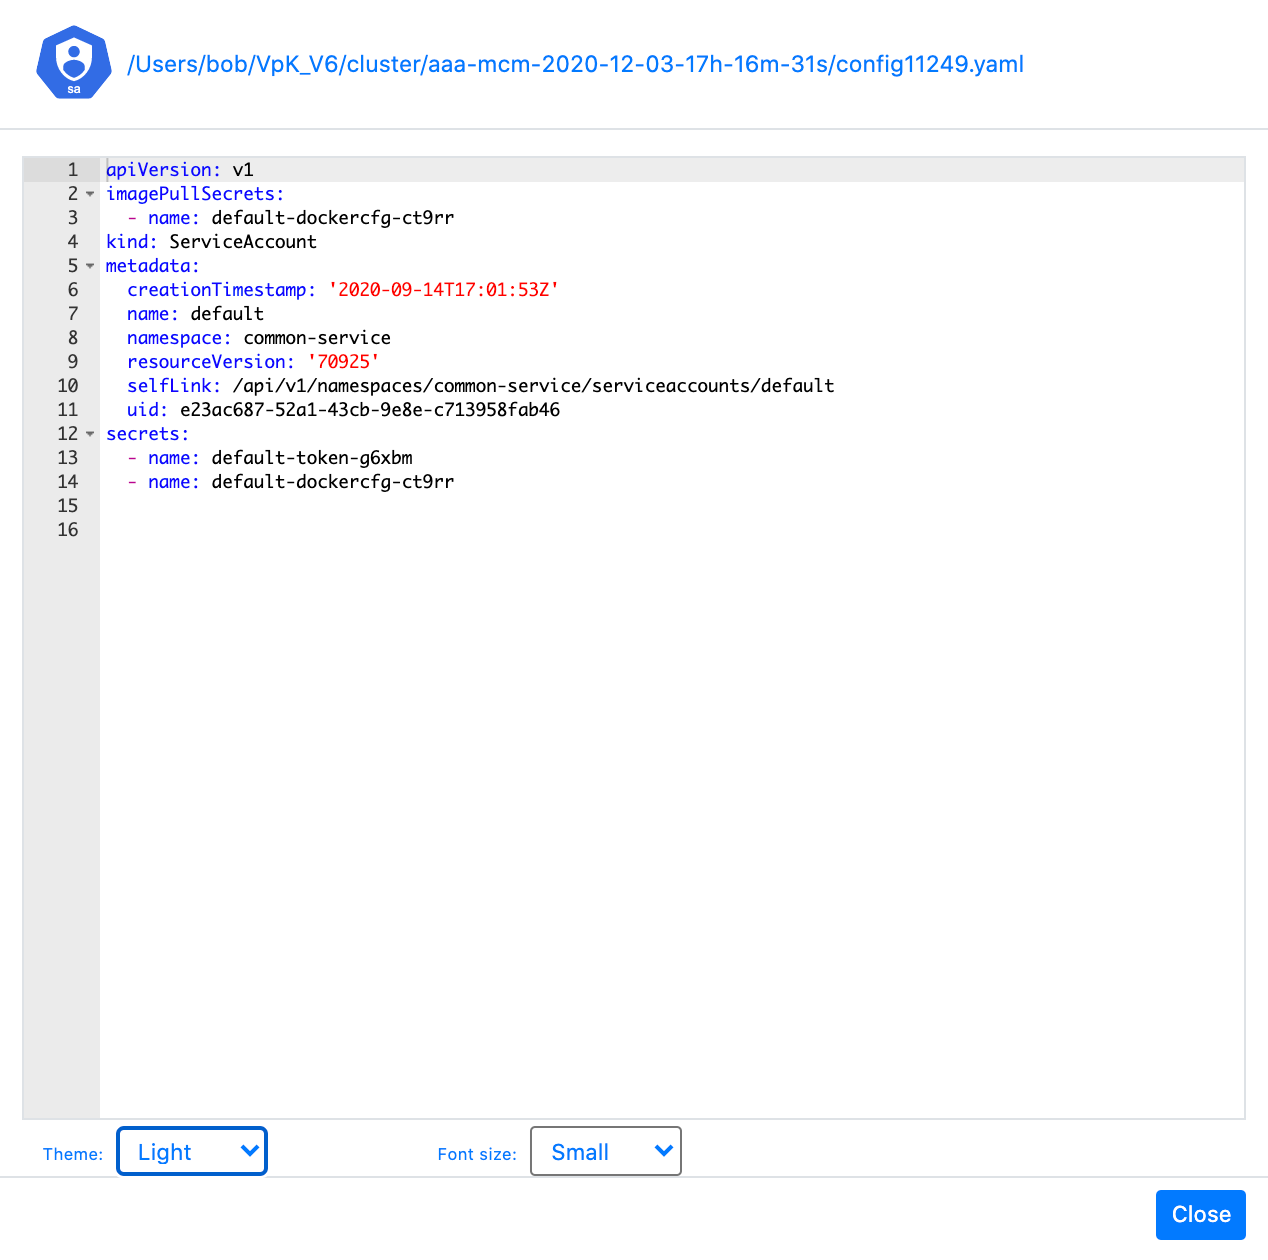 sa
/Users/bob/VpK_V6/cluster/aaa-mcm-2020-12-03-17h-16m-31s/config11249.yaml
1 apiVersion: v1
2 imagePullSecrets:
3   - name: default-dockercfg-ct9rr
4 kind: ServiceAccount
5 metadata:
6   creationTimestamp: '2020-09-14T17:01:53Z'
7   name: default
8   namespace: common-service
9   resourceVersion: '70925'
10   selfLink: /api/v1/namespaces/common-service/serviceaccounts/default
11   uid: e23ac687-52a1-43cb-9e8e-c713958fab46
12 secrets:
13   - name: default-token-g6xbm
14   - name: default-dockercfg-ct9rr
15
16
Theme: Light Font size: Small
Close